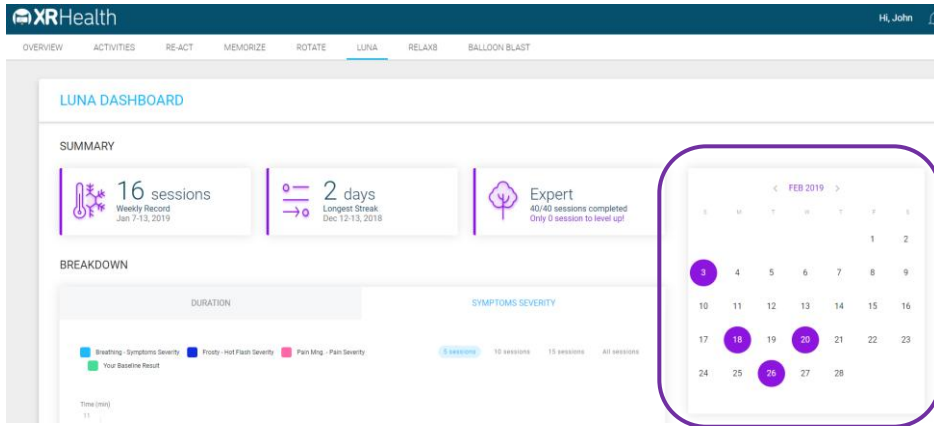 XRHealth
Hi, John
OVERVIEW ACTIVITIES RE-ACT MEMORIZE ROTATE LUNA RELAX8 BALLOON BLAST
LUNA DASHBOARD
SUMMARY
16 sessions
Weekly Record
Jan 7-13, 2019
2 days
Longest Streak
Dec 12-13, 2018
Expert
40/40 sessions completed
Only 0 session to level up!
< FEB 2019 >
S M T W T F S
1 2
3 4 5 6 7 8 9
10 11 12 13 14 15 16
17 18 19 20 21 22 23
24 25 26 27 28
BREAKDOWN
DURATION SYMPTOMS SEVERITY
Breathing - Symptoms Severity Frosty - Hot Flash Severity Pain Mng. - Pain Severity
Your Baseline Result
5 sessions 10 sessions 15 sessions All sessions
Time (min)
11